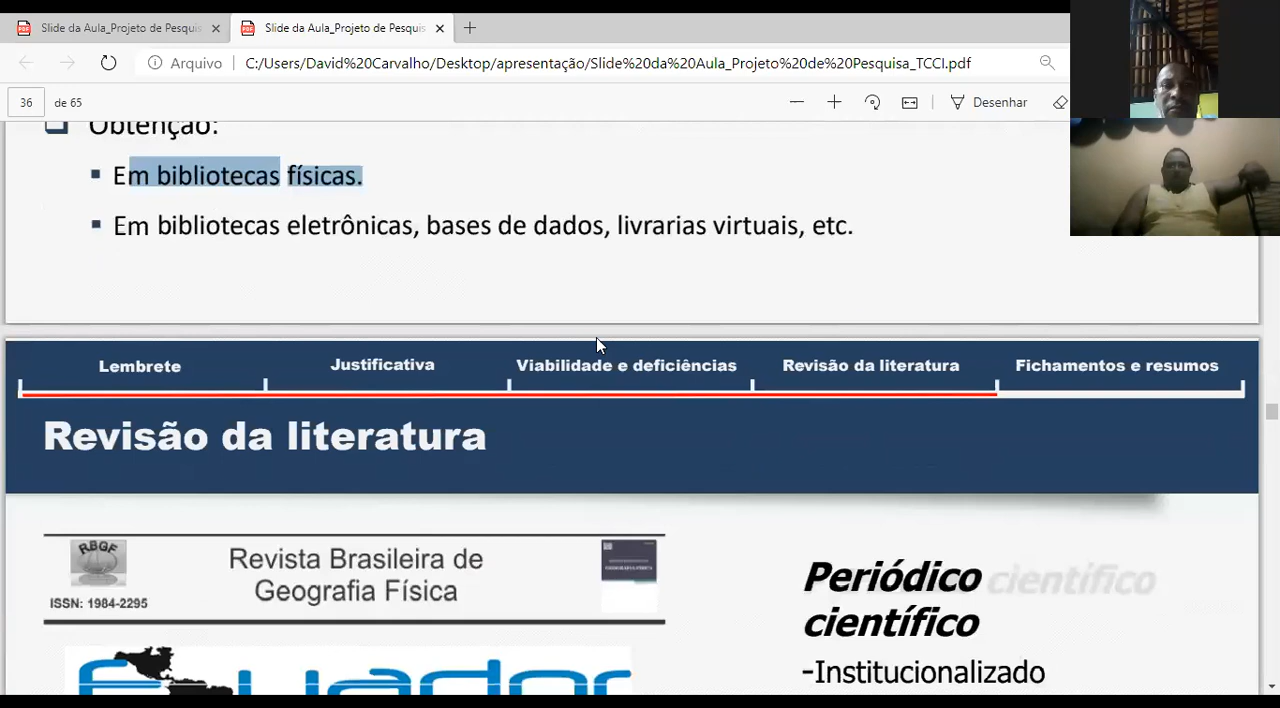 Slide da Aula_Projeto de Pesquis
Slide da Aula_Projeto de Pesquis
Arquivo C:/Users/David%20Carvalho/Desktop/apresentação/Slide%20da%20Aula_Projeto%20de%20Pesquisa_TCCI.pdf
36 de 65 Desenhar
Obtenção:
Em bibliotecas físicas.
Em bibliotecas eletrônicas, bases de dados, livrarias virtuais, etc.
Lembrete Justificativa Viabilidade e deficiências Revisão da literatura Fichamentos e resumos
Revisão da literatura
RBGF
ISSN: 1984-2295
Revista Brasileira de
Geografia Física
Periódico científico
científico
-Institucionalizado